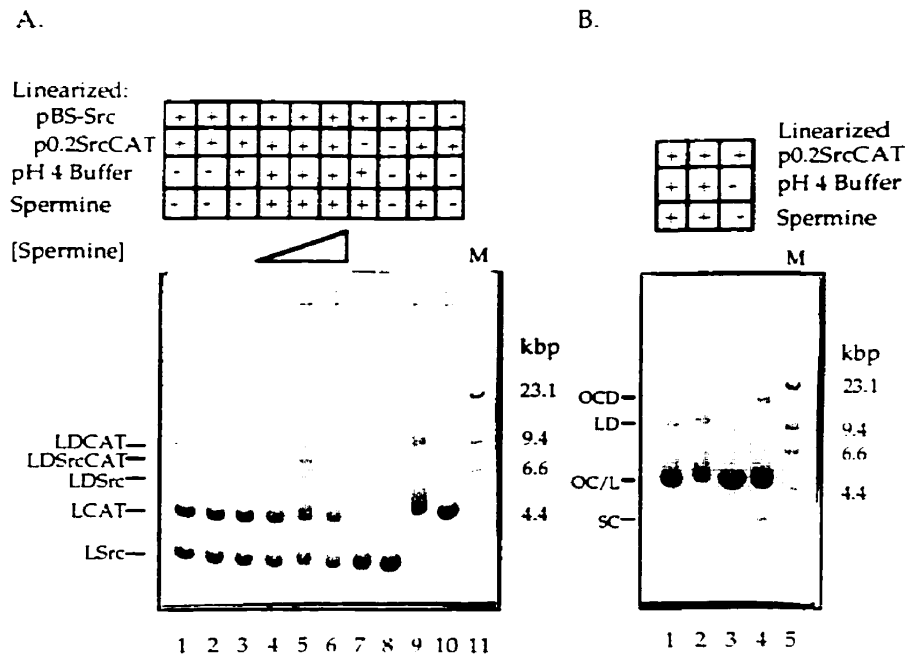 A.
Linearized:
pBS-Src + + + + + + + + - -
p0.2SrcCAT + + + + + + - - + +
pH 4 Buffer - - + + + + + - + -
Spermine - - - + + + + - + -
[Spermine]
M
kbp
23.1
LDCAT
9.4
LDSrcCAT
6.6
LDSrc
LCAT
4.4
LSrc
1 2 3 4 5 6 7 8 9 10 11
B.
Linearized
+ + + p0.2SrcCAT
+ + - pH 4 Buffer
+ + - Spermine
M
kbp
23.1
OCD
LD
9.4
6.6
OC/L
4.4
SC
1 2 3 4 5